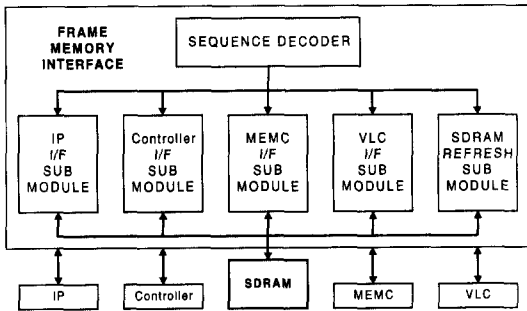 FRAME
MEMORY
INTERFACE
SEQUENCE DECODER
IP
I/F
SUB
MODULE
Controller
I/F
SUB
MODULE
MEMC
I/F
SUB
MODULE
VLC
I/F
SUB
MODULE
SDRAM
REFRESH
SUB
MODULE
IP
Controller
SDRAM
MEMC
VLC